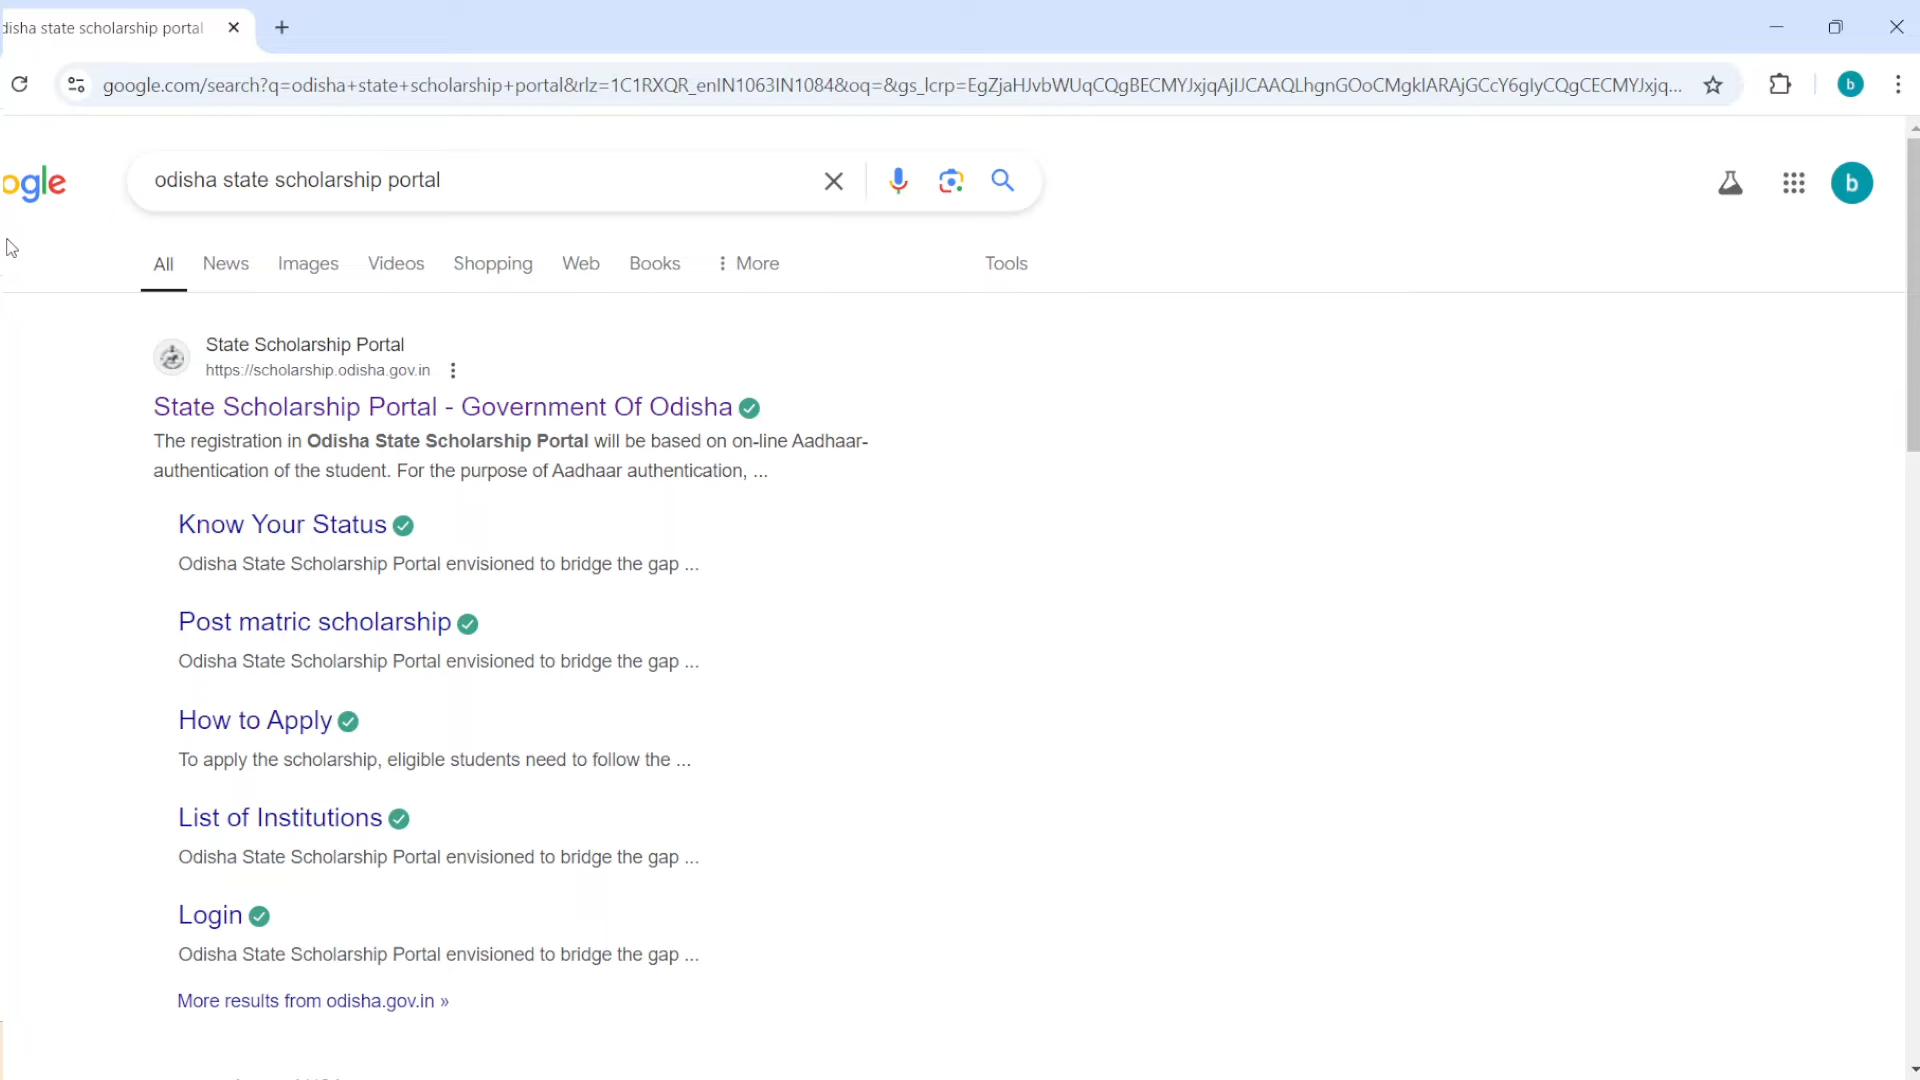 disha state scholarship portal
google.com/search?q=odisha+state+scholarship+portal&rlz=1C1RXQR_enIN1063IN1084&oq=&gs_lcrp=EgZjaHJvbWUqCQgBECMYJxjqAjIJCAAQLhgnGOoCMgkIARAjGCcY6gIyCQgCECMYJxjq...
b
ogle
odisha state scholarship portal
b
All News Images Videos Shopping Web Books More Tools
State Scholarship Portal
https://scholarship.odisha.gov.in
State Scholarship Portal - Government Of Odisha
The registration in Odisha State Scholarship Portal will be based on on-line Aadhaar-
authentication of the student. For the purpose of Aadhaar authentication, ...
Know Your Status
Odisha State Scholarship Portal envisioned to bridge the gap ...
Post matric scholarship
Odisha State Scholarship Portal envisioned to bridge the gap ...
How to Apply
To apply the scholarship, eligible students need to follow the ...
List of Institutions
Odisha State Scholarship Portal envisioned to bridge the gap ...
Login
Odisha State Scholarship Portal envisioned to bridge the gap ...
More results from odisha.gov.in »